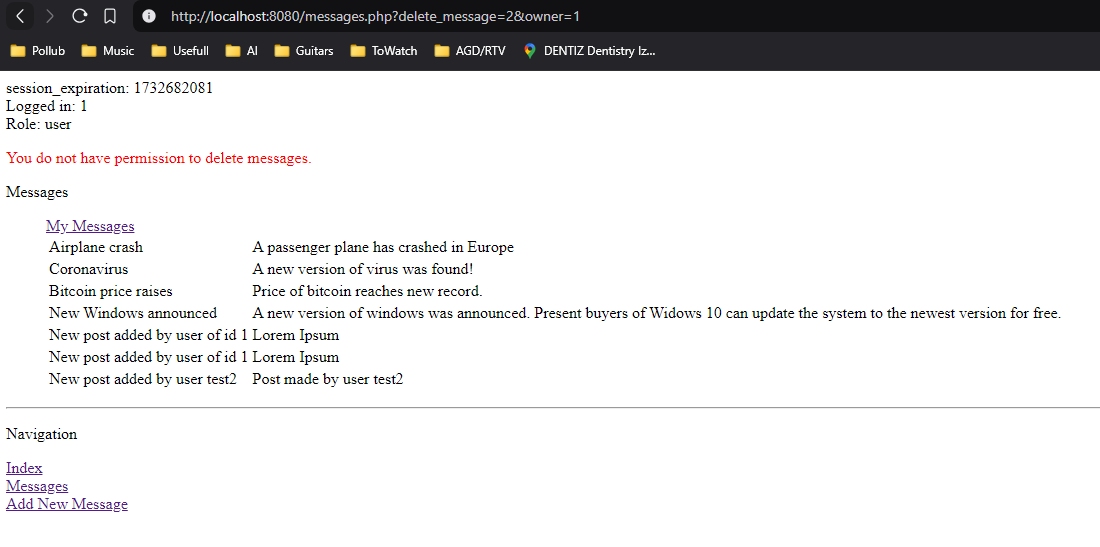 http://localhost:8080/messages.php?delete_message=2&owner=1
Pollub Music Usefull AI Guitars ToWatch AGD/RTV DENTIZ Dentistry Iz...
session_expiration: 1732682081
Logged in: 1
Role: user
You do not have permission to delete messages.
Messages
My Messages
Airplane crash A passenger plane has crashed in Europe
Coronavirus A new version of virus was found!
Bitcoin price raises Price of bitcoin reaches new record.
New Windows announced A new version of windows was announced. Present buyers of Widows 10 can update the system to the newest version for free.
New post added by user of id 1 Lorem Ipsum
New post added by user of id 1 Lorem Ipsum
New post added by user test2 Post made by user test2
Navigation
Index
Messages
Add New Message